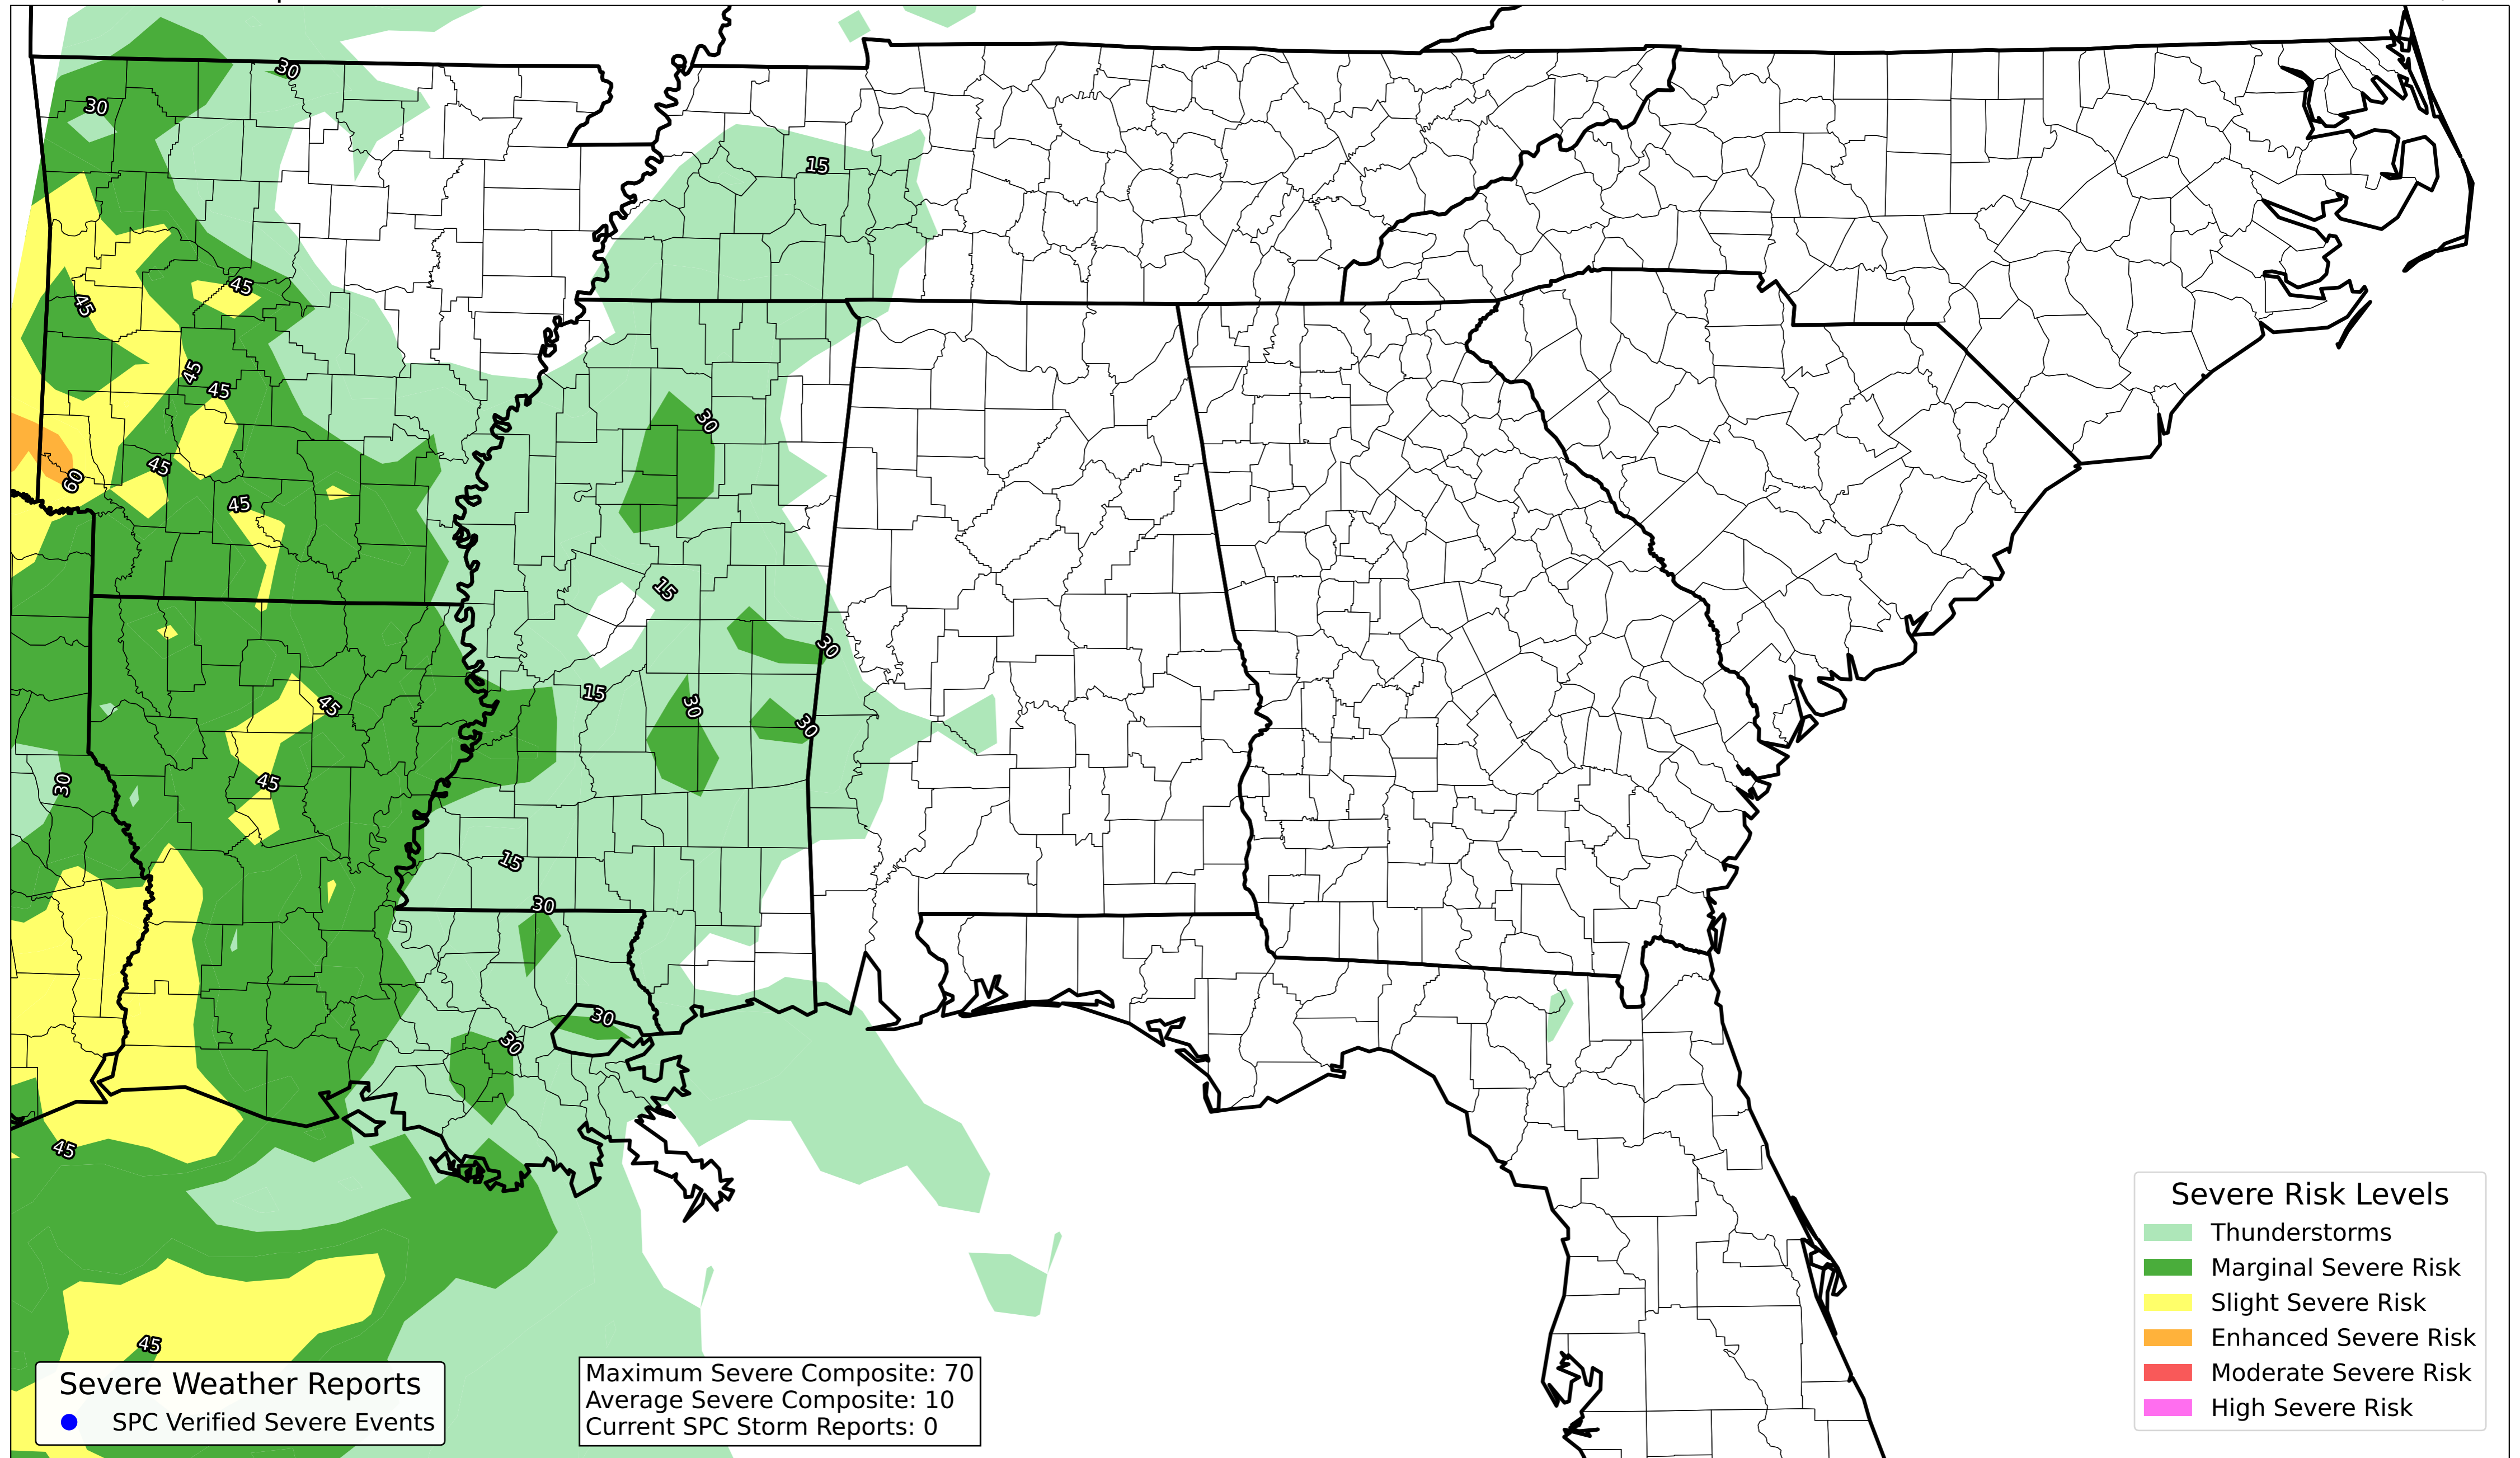 30
30
15
45
45
45
45
30
45
60
45
15
30
15
30
45
30
30
45
15
30
30
30
45
45
Severe Weather Reports
SPC Verified Severe Events
Maximum Severe Composite: 70
Average Severe Composite: 10
Current SPC Storm Reports: 0
Severe Risk Levels
Thunderstorms
Marginal Severe Risk
Slight Severe Risk
Enhanced Severe Risk
Moderate Severe Risk
High Severe Risk